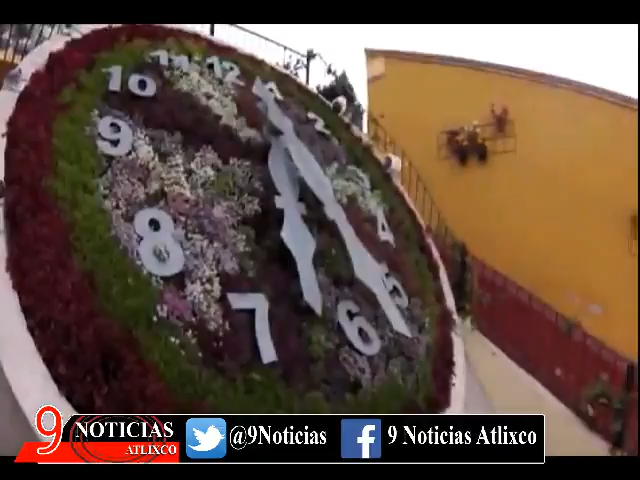 11 12 1
10
2
9
4
8
5
7 6
9 NOTICIAS
ATLIXCO
@9Noticias
9 Noticias Atlixco